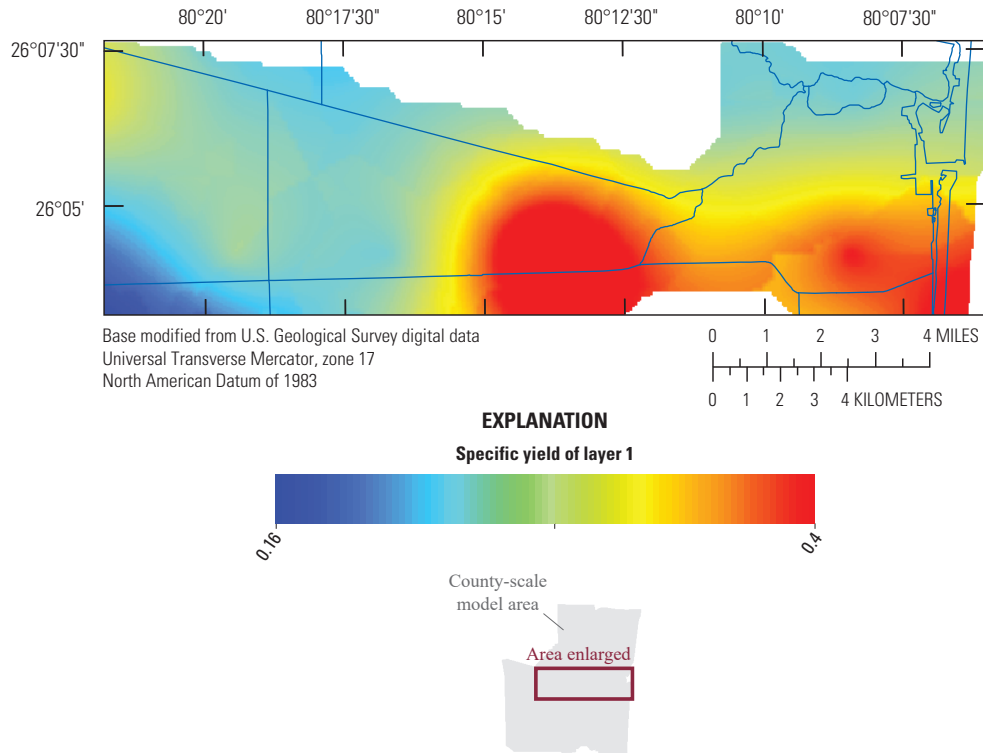 80°20' 80°17'30" 80°15' 80°12'30" 80°10' 80°07'30"
26°07'30"
26°05'
Base modified from U.S. Geological Survey digital data
Universal Transverse Mercator, zone 17
North American Datum of 1983
0 1 2 3 4 MILES
0 1 2 3 4 KILOMETERS
EXPLANATION
Specific yield of layer 1
0.16 0.4
County-scale
model area
Area enlarged